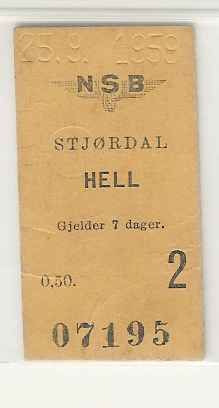 25.9. 1959
NSB
STJØRDAL
HELL
Gjelder 7 dager.
0,50.
2
07195